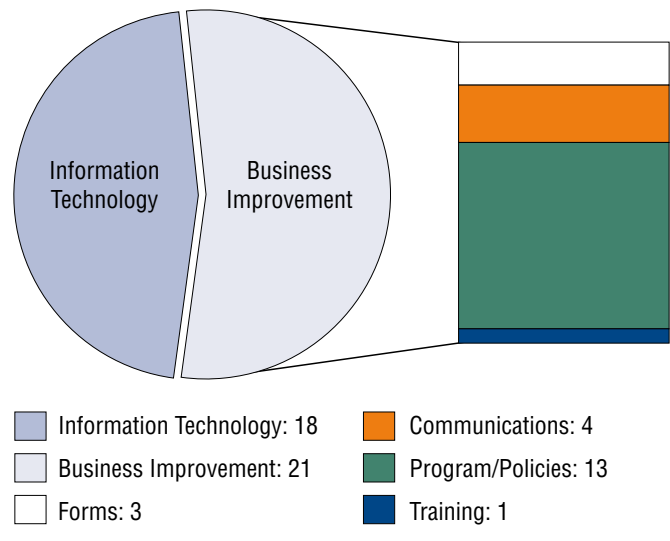 Information
Technology
Business
Improvement
Information Technology: 18
Business Improvement: 21
Forms: 3
Communications: 4
Program/Policies: 13
Training: 1